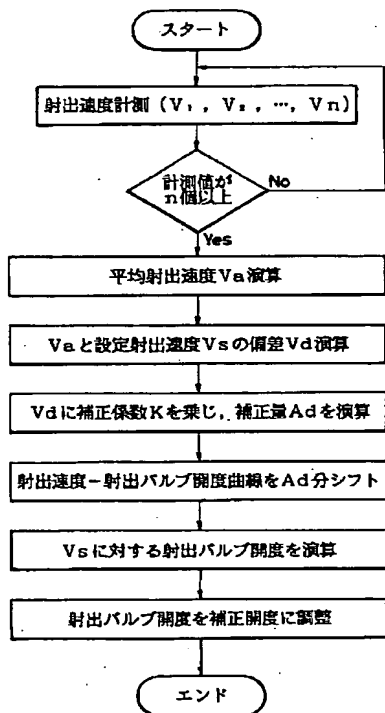 スタート
射出速度計測（V₁，V₂，…，Vn）
計測値が
n個以上
No
Yes
平均射出速度Va演算
Vaと設定射出速度Vsの偏差Vd演算
Vdに補正係数Kを乗じ，補正量Adを演算
射出速度－射出バルブ開度曲線をAd分シフト
Vsに対する射出バルブ開度を演算
射出バルブ開度を補正開度に調整
エンド